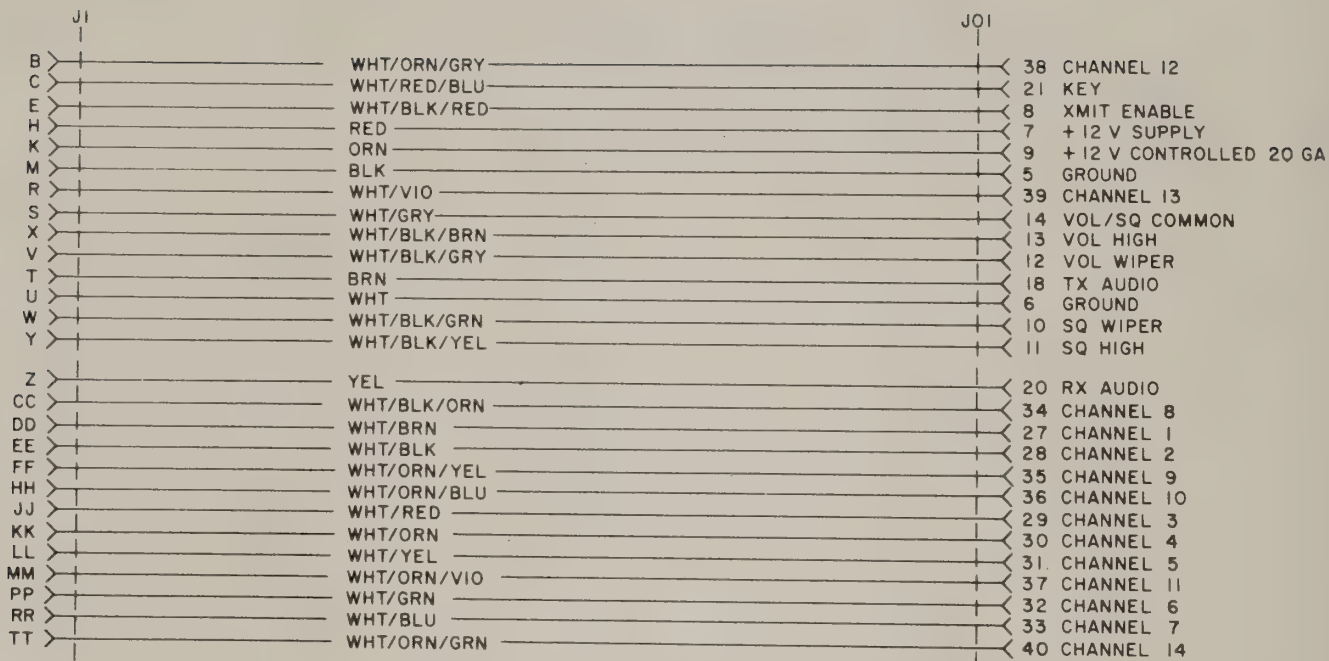 J1 JO1
B WHT/ORN/GRY 38 CHANNEL 12
C WHT/RED/BLU 21 KEY
E WHT/BLK/RED 8 XMIT ENABLE
H RED 7 +12 V SUPPLY
K ORN 9 +12 V CONTROLLED 20 GA
M BLK 5 GROUND
R WHT/VIO 39 CHANNEL 13
S WHT/GRY 14 VOL/SQ COMMON
X WHT/BLK/BRN 13 VOL HIGH
V WHT/BLK/GRY 12 VOL WIPER
T BRN 18 TX AUDIO
U WHT 6 GROUND
W WHT/BLK/GRN 10 SQ WIPER
Y WHT/BLK/YEL 11 SQ HIGH
Z YEL 20 RX AUDIO
CC WHT/BLK/ORN 34 CHANNEL 8
DD WHT/BRN 27 CHANNEL 1
EE WHT/BLK 28 CHANNEL 2
FF WHT/ORN/YEL 35 CHANNEL 9
HH WHT/ORN/BLU 36 CHANNEL 10
JJ WHT/RED 29 CHANNEL 3
KK WHT/ORN 30 CHANNEL 4
LL WHT/YEL 31. CHANNEL 5
MM WHT/ORN/VIO 37 CHANNEL 11
PP WHT/GRN 32 CHANNEL 6
RR WHT/BLU 33 CHANNEL 7
TT WHT/ORN/GRN 40 CHANNEL 14